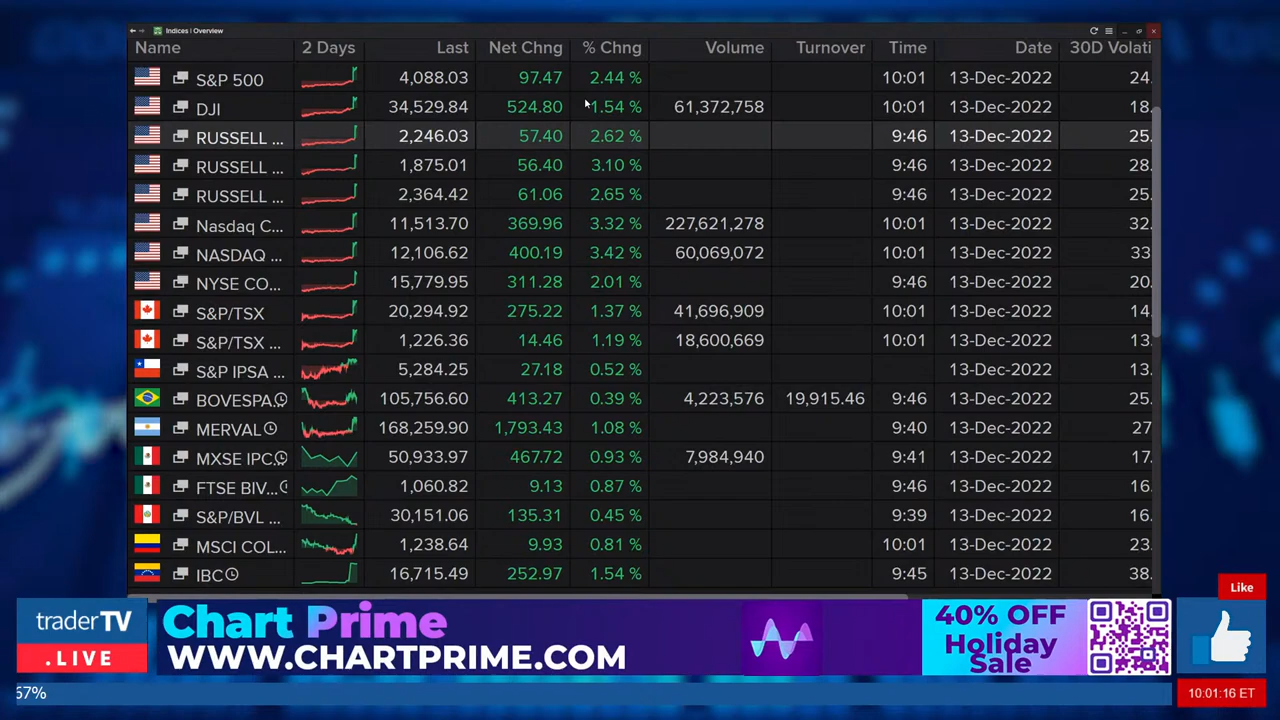 Indices | Overview
Name 2 Days Last Net Chng % Chng Volume Turnover Time Date 30D Volati
S&P 500 4,088.03 97.47 2.44 % 10:01 13-Dec-2022 24.
DJI 34,529.84 524.80 1.54 % 61,372,758 10:01 13-Dec-2022 18.
RUSSELL ... 2,246.03 57.40 2.62 % 9:46 13-Dec-2022 25.
RUSSELL ... 1,875.01 56.40 3.10 % 9:46 13-Dec-2022 28.
RUSSELL ... 2,364.42 61.06 2.65 % 9:46 13-Dec-2022 25.
Nasdaq C... 11,513.70 369.96 3.32 % 227,621,278 10:01 13-Dec-2022 32.
NASDAQ ... 12,106.62 400.19 3.42 % 60,069,072 10:01 13-Dec-2022 33
NYSE CO... 15,779.95 311.28 2.01 % 9:46 13-Dec-2022 20.
S&P/TSX 20,294.92 275.22 1.37 % 41,696,909 10:01 13-Dec-2022 14.
S&P/TSX ... 1,226.36 14.46 1.19 % 18,600,669 10:01 13-Dec-2022 13.
S&P IPSA ... 5,284.25 27.18 0.52 % 13-Dec-2022 13.
BOVESPA... 105,756.60 413.27 0.39 % 4,223,576 19,915.46 9:46 13-Dec-2022 25.
MERVAL 168,259.90 1,793.43 1.08 % 9:40 13-Dec-2022 27
MXSE IPC... 50,933.97 467.72 0.93 % 7,984,940 9:41 13-Dec-2022 17.
FTSE BIV... 1,060.82 9.13 0.87 % 9:46 13-Dec-2022 16.
S&P/BVL ... 30,151.06 135.31 0.45 % 9:39 13-Dec-2022 16.
MSCI COL... 1,238.64 9.93 0.81 % 10:01 13-Dec-2022 23.
IBC 16,715.49 252.97 1.54 % 9:45 13-Dec-2022 38.
Like
traderTV
.LIVE
Chart Prime
WWW.CHARTPRIME.COM
40% OFF
Holiday
Sale
67%
10:01:16 ET